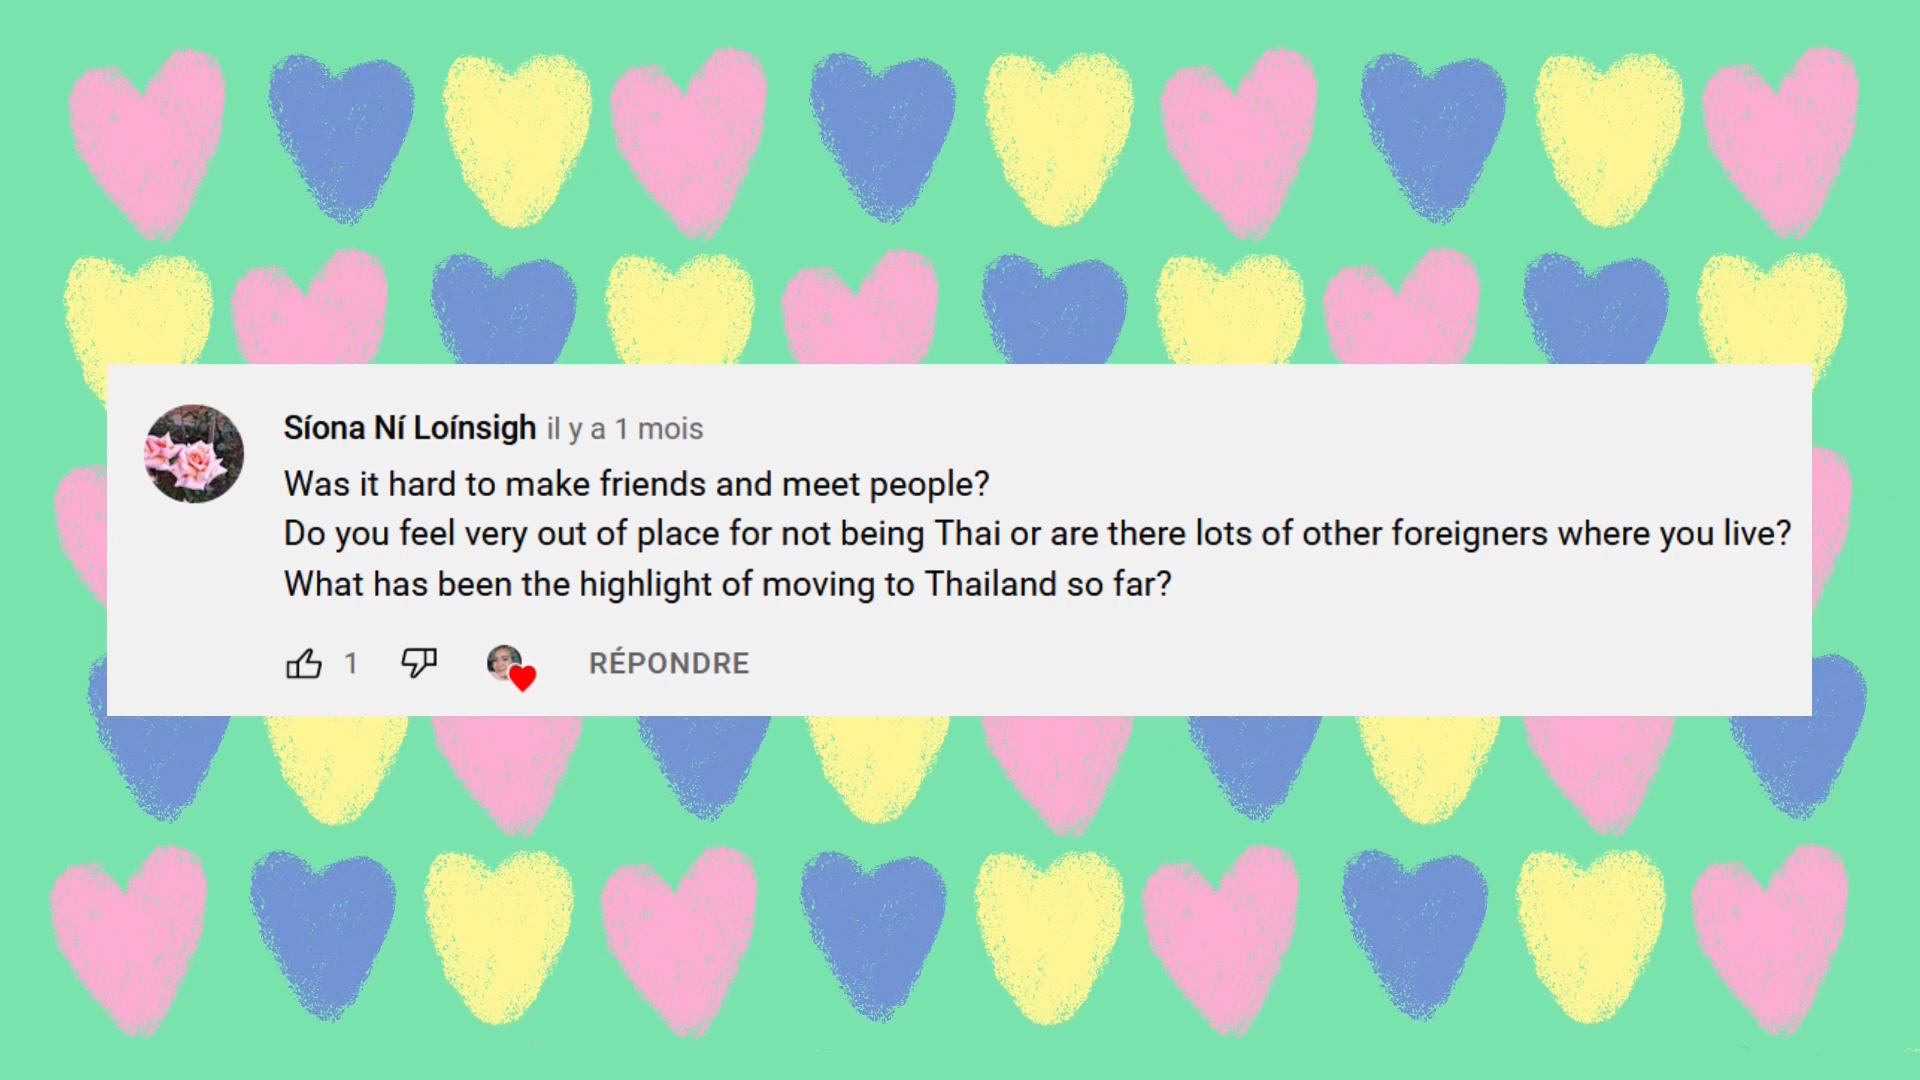 Síona Ní Loínsigh il y a 1 mois
Was it hard to make friends and meet people?
Do you feel very out of place for not being Thai or are there lots of other foreigners where you live?
What has been the highlight of moving to Thailand so far?
1 RÉPONDRE